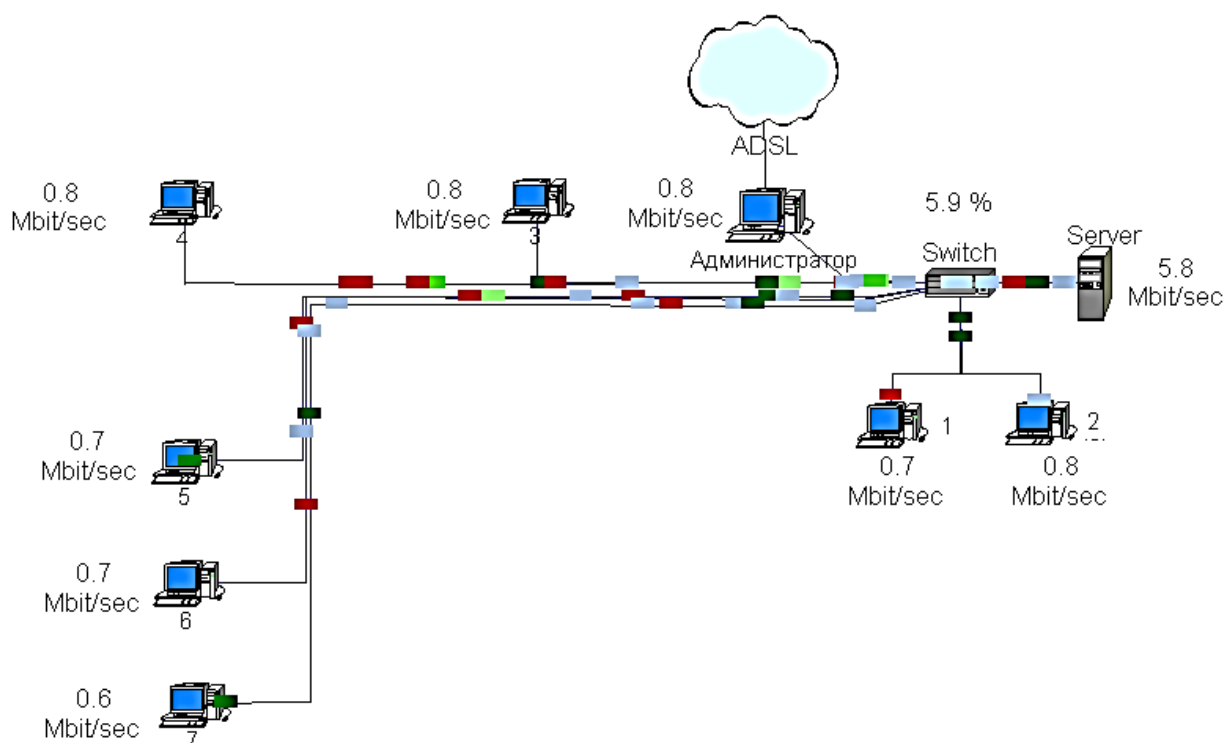 ADSL
0.8
Mbit/sec
4
0.8
Mbit/sec
3
0.8
Mbit/sec
Администратор
5.9 %
Switch
Server
5.8
Mbit/sec
1
0.7
Mbit/sec
2
0.8
Mbit/sec
0.7
Mbit/sec
5
0.7
Mbit/sec
6
0.6
Mbit/sec
7